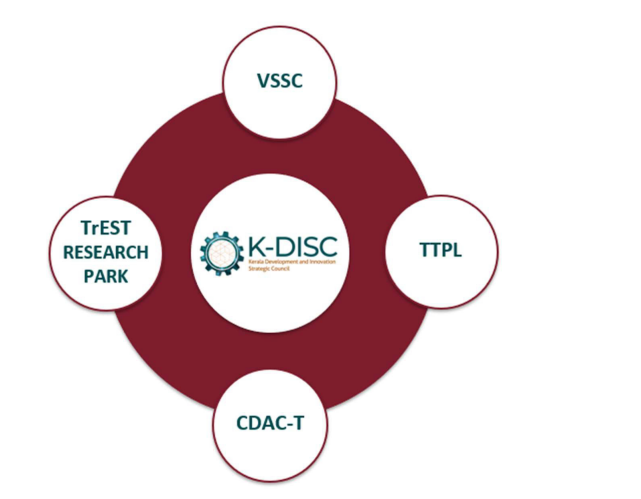 VSSC
TrEST
RESEARCH
PARK
K-DISC
Kerala Development and Innovation
Strategic Council
TTPL
CDAC-T